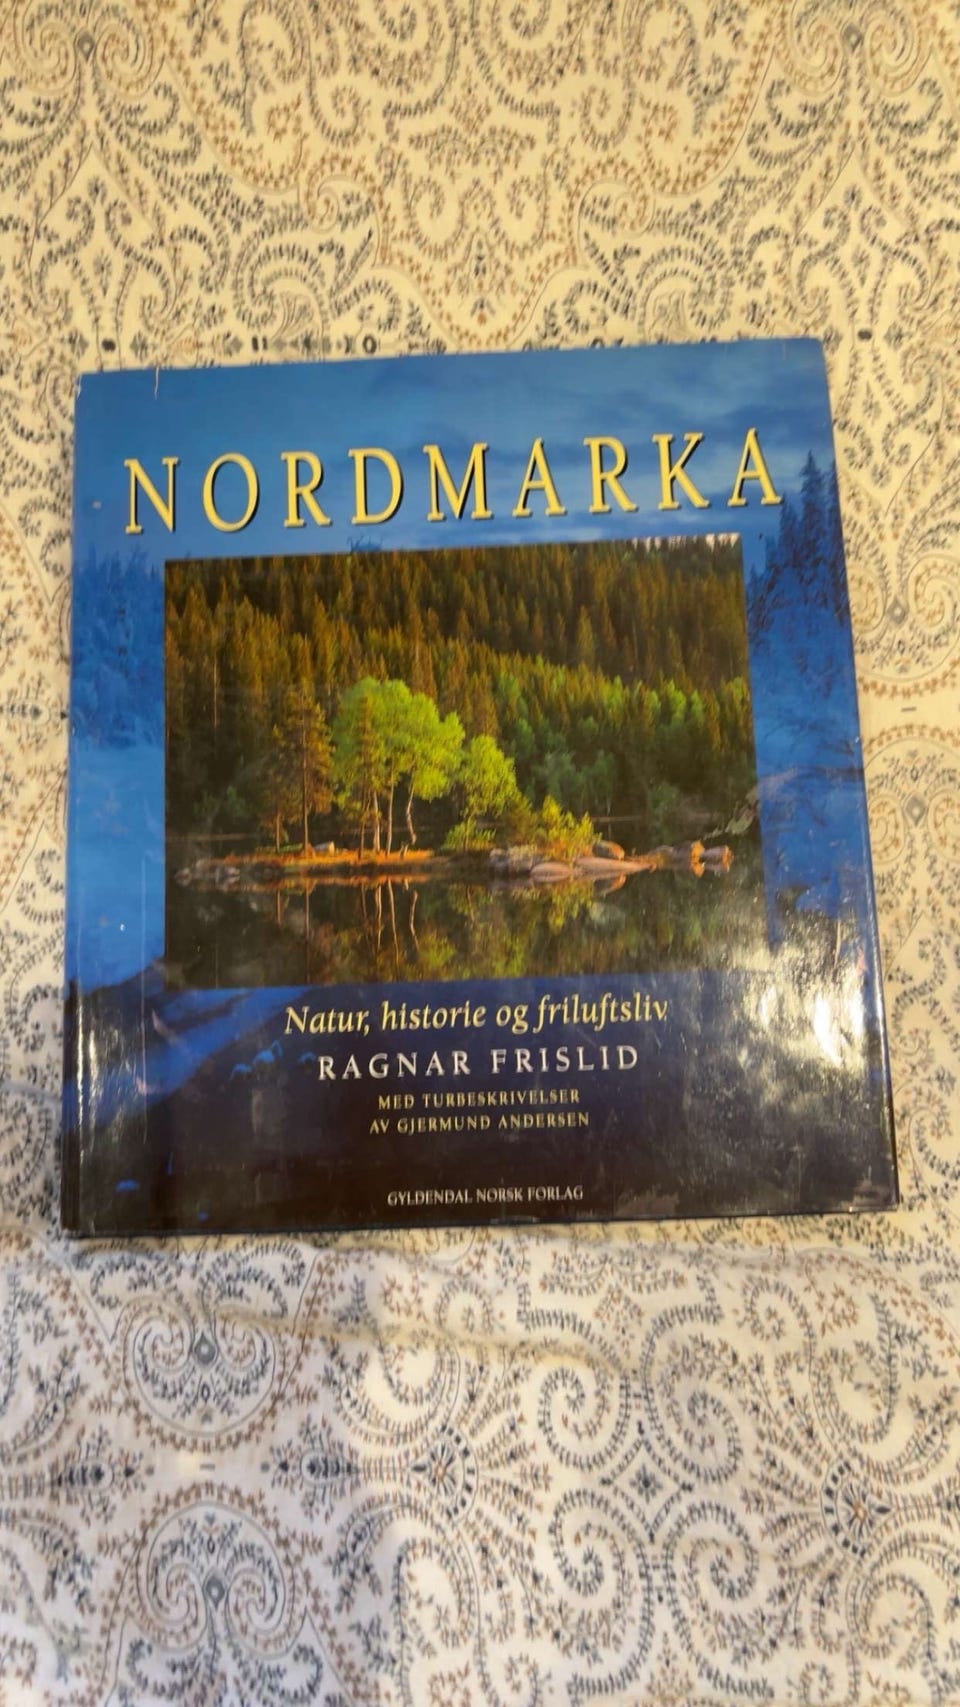 NORDMARKA
Natur, historie og friluftsliv
RAGNAR FRISLID
MED TURBESKRIVELSER
AV GJERMUND ANDERSEN
GYLDENDAL NORSK FORLAG